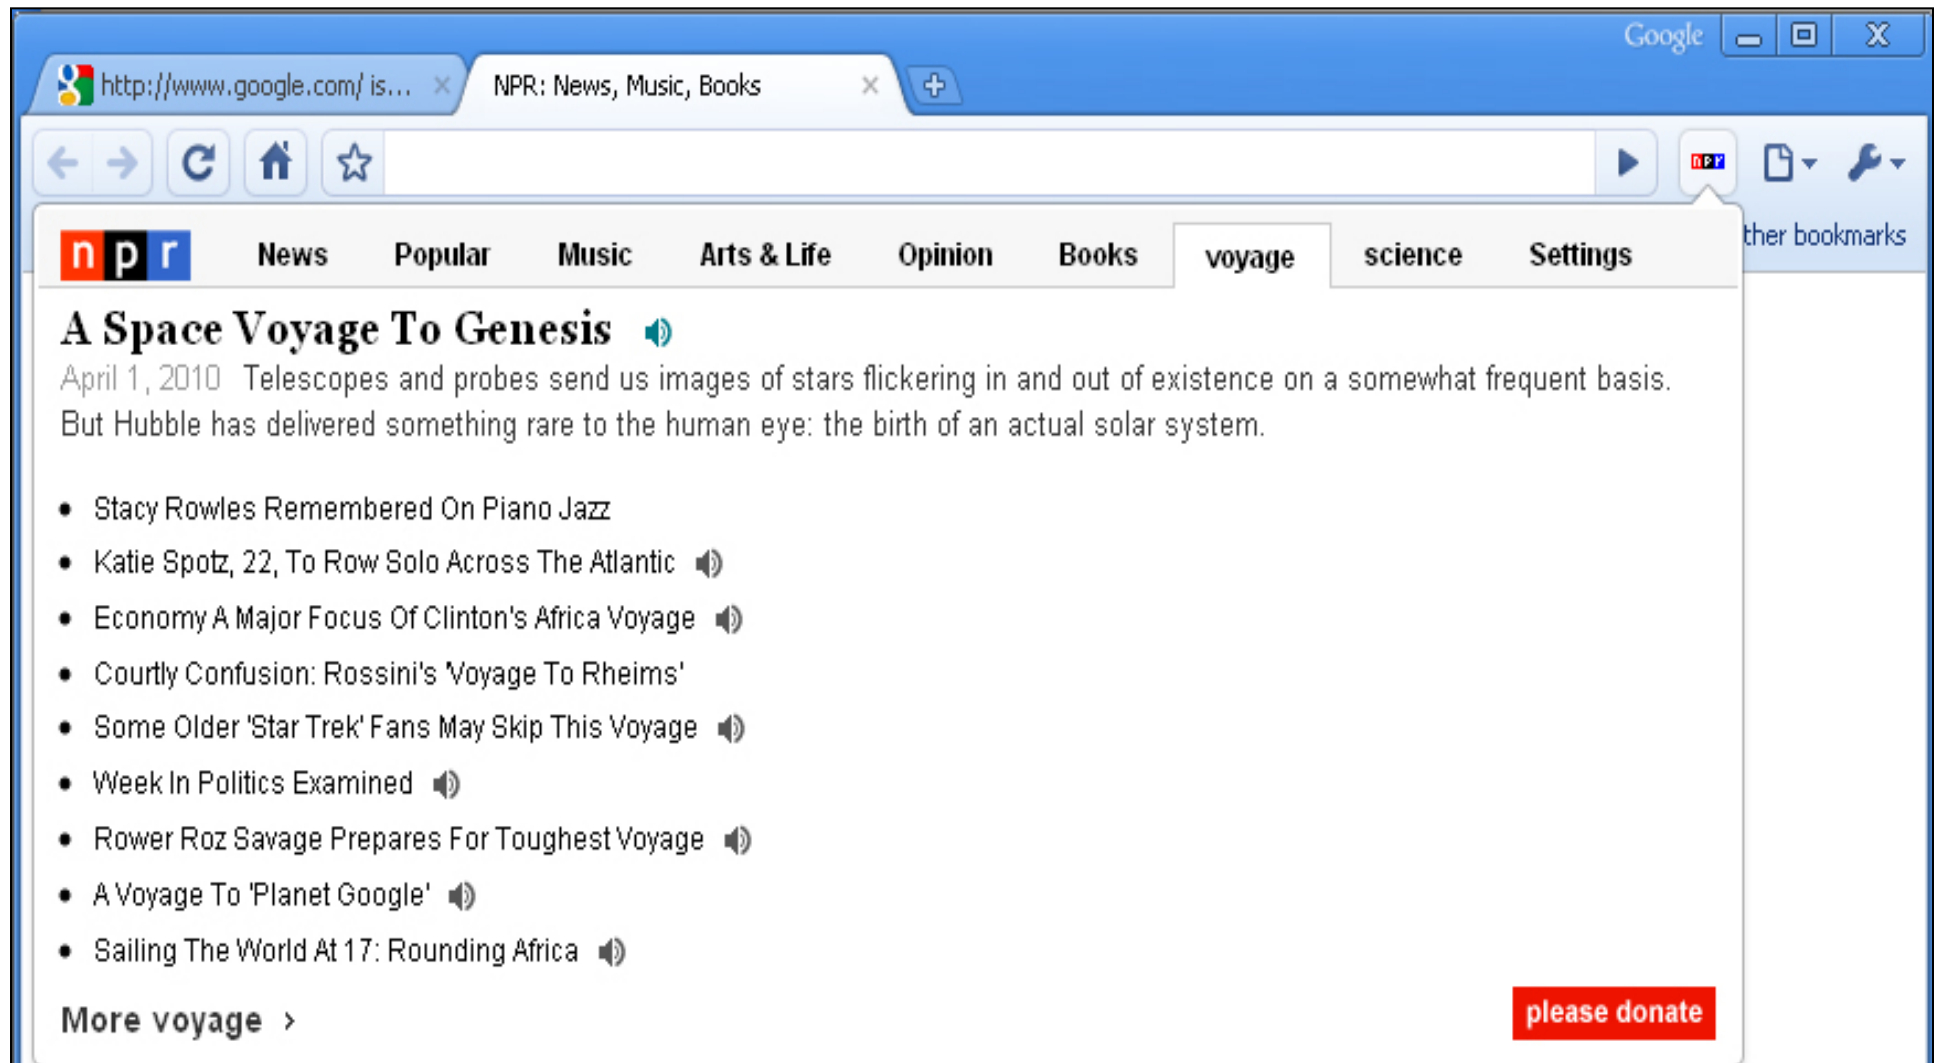 Google
http://www.google.com/ is...
NPR: News, Music, Books
npr
ther bookmarks
npr News Popular Music Arts & Life Opinion Books voyage science Settings
A Space Voyage To Genesis
April 1, 2010 Telescopes and probes send us images of stars flickering in and out of existence on a somewhat frequent basis.
But Hubble has delivered something rare to the human eye: the birth of an actual solar system.
• Stacy Rowles Remembered On Piano Jazz
• Katie Spotz, 22, To Row Solo Across The Atlantic
• Economy A Major Focus Of Clinton's Africa Voyage
• Courtly Confusion: Rossini's 'Voyage To Rheims'
• Some Older 'Star Trek' Fans May Skip This Voyage
• Week In Politics Examined
• Rower Roz Savage Prepares For Toughest Voyage
• A Voyage To 'Planet Google'
• Sailing The World At 17: Rounding Africa
More voyage ›
please donate